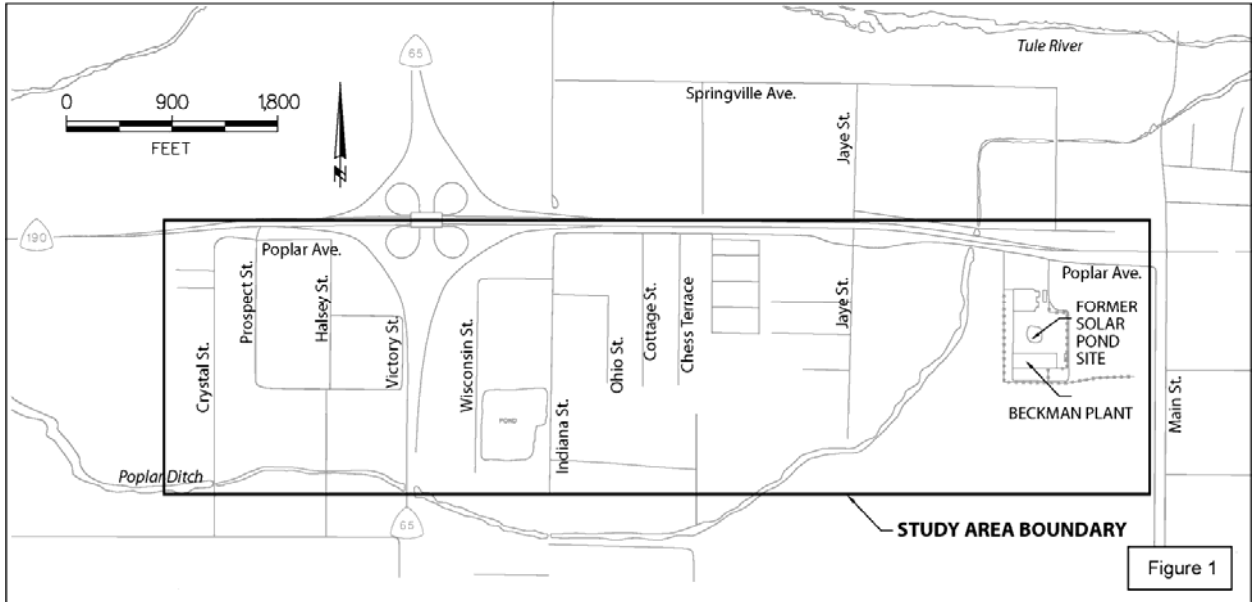 65
Tule River
0 900 1,800
FEET
N
Springville Ave.
Jaye St.
190
Poplar Ave.
Prospect St.
Halsey St.
Crystal St.
Victory St.
Wisconsin St.
POND
Indiana St.
Ohio St.
Cottage St.
Chess Terrace
Jaye St.
Poplar Ave.
FORMER
SOLAR
POND
SITE
BECKMAN PLANT
Main St.
Poplar Ditch
65
STUDY AREA BOUNDARY
Figure 1